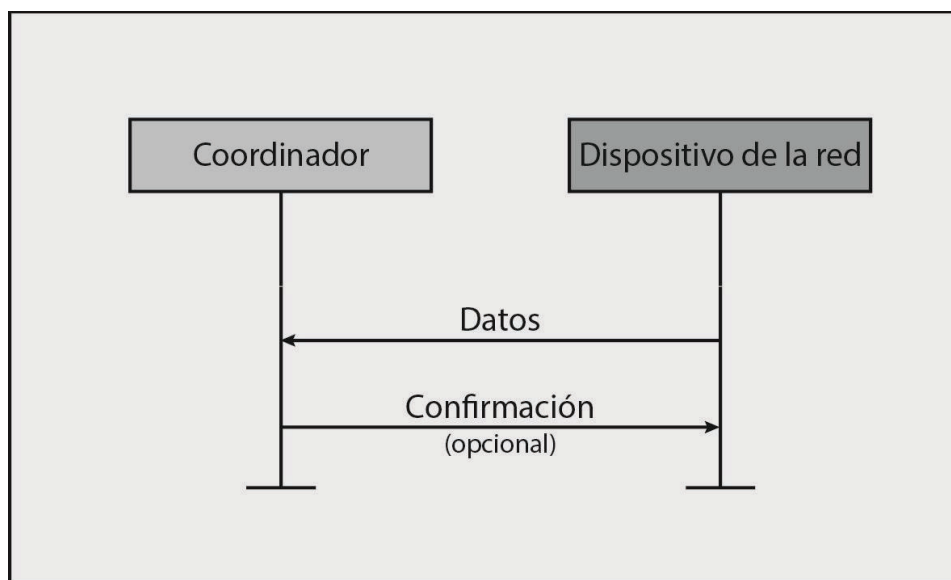 Coordinador
Dispositivo de la red
Datos
Confirmación
(opcional)